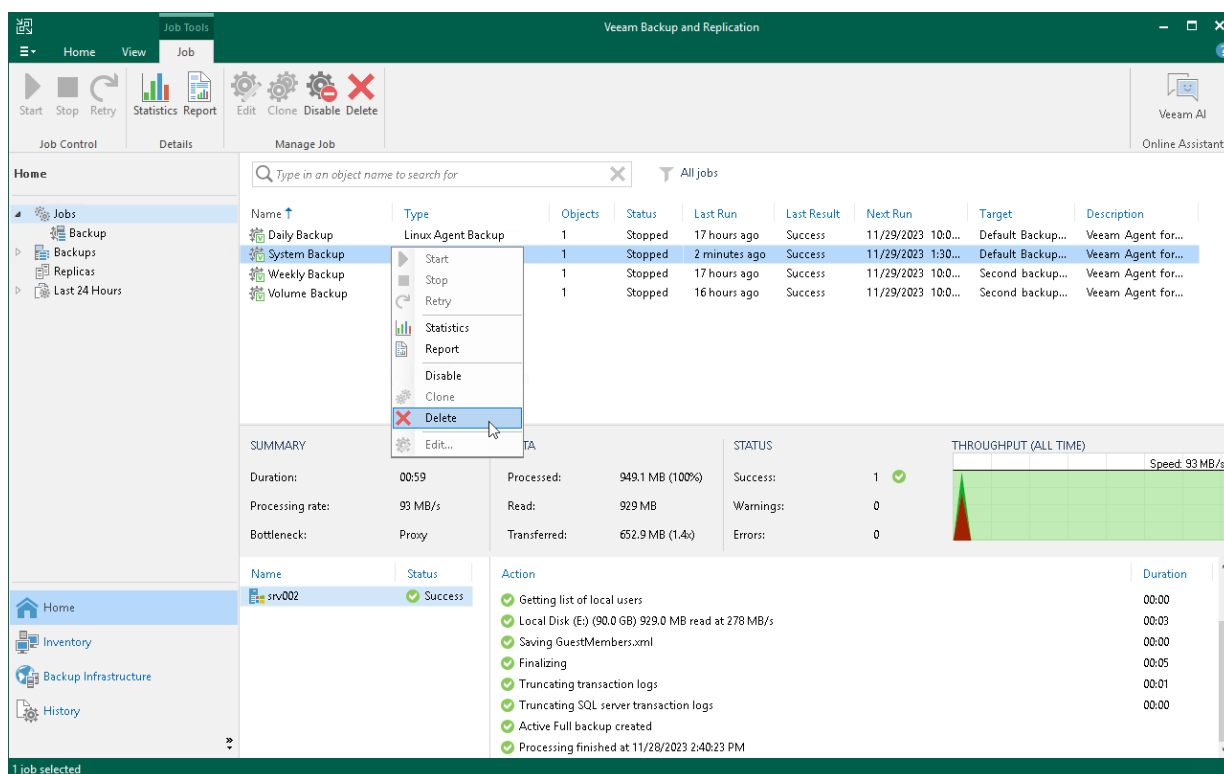 Job Tools
Veeam Backup and Replication
Home View Job
Start Stop Retry Statistics Report Edit Clone Disable Delete Veeam AI
Job Control Details Manage Job Online Assistant
Home
Type in an object name to search for
All jobs
Jobs
Backup
Backups
Replicas
Last 24 Hours
Name Type Objects Status Last Run Last Result Next Run Target Description
Daily Backup Linux Agent Backup 1 Stopped 17 hours ago Success 11/29/2023 10:0... Default Backup... Veeam Agent for...
System Backup 1 Stopped 2 minutes ago Success 11/29/2023 1:30... Default Backup... Veeam Agent for...
Weekly Backup 1 Stopped 17 hours ago Success 11/29/2023 10:0... Second backup... Veeam Agent for...
Volume Backup 1 Stopped 16 hours ago Success 11/29/2023 10:0... Second backup... Veeam Agent for...
Start
Stop
Retry
Statistics
Report
Disable
Clone
Delete
Edit...
SUMMARY TA STATUS THROUGHPUT (ALL TIME)
Speed: 93 MB/s
Duration: 00:59 Processed: 949.1 MB (100%) Success: 1
Processing rate: 93 MB/s Read: 929 MB Warnings: 0
Bottleneck: Proxy Transferred: 652.9 MB (1.4x) Errors: 0
Name Status Action Duration
srv002 Success
Getting list of local users 00:00
Local Disk (E:) (90.0 GB) 929.0 MB read at 278 MB/s 00:03
Saving GuestMembers.xml 00:00
Finalizing 00:05
Truncating transaction logs 00:01
Truncating SQL server transaction logs 00:00
Active Full backup created
Processing finished at 11/28/2023 2:40:23 PM
Home
Inventory
Backup Infrastructure
History
1 job selected